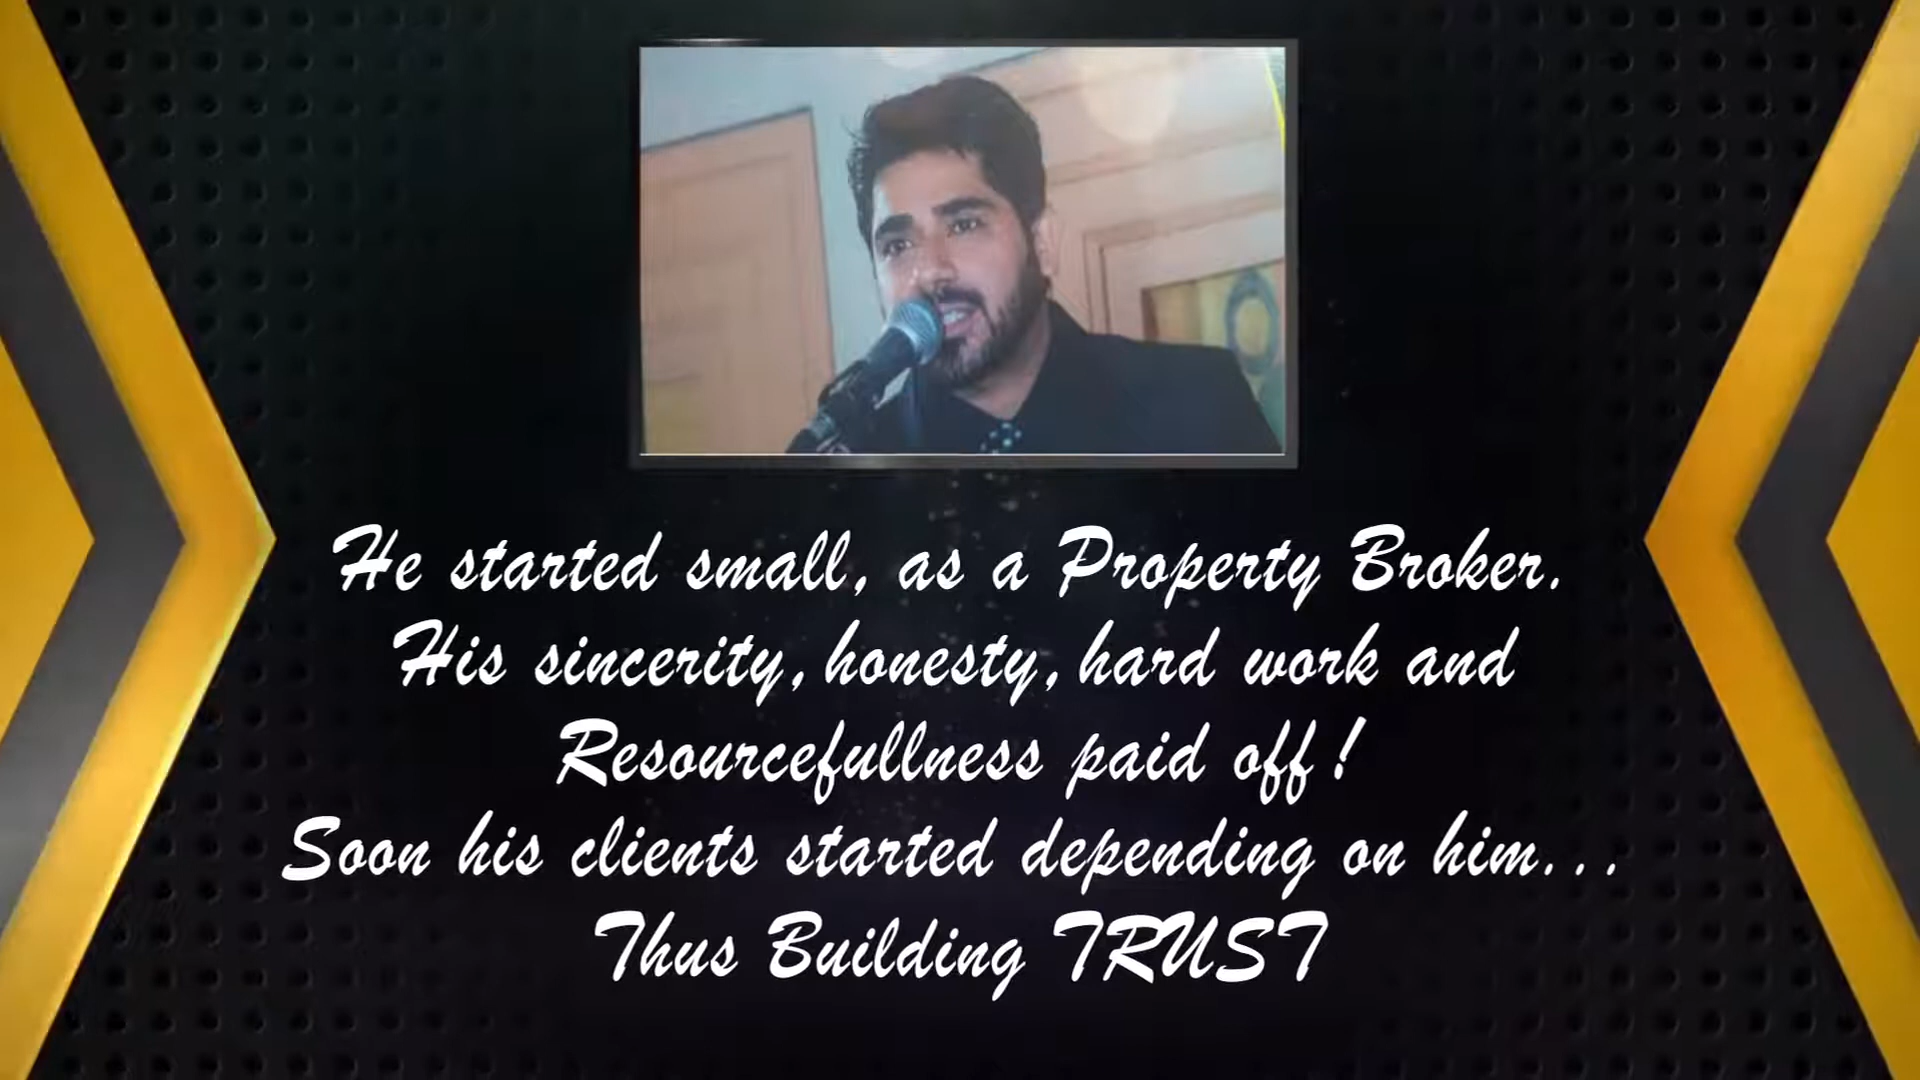 He started small, as a Property Broker.
His sincerity, honesty, hard work and
Resourcefullness paid off!
Soon his clients started depending on him...
Thus Building TRUST